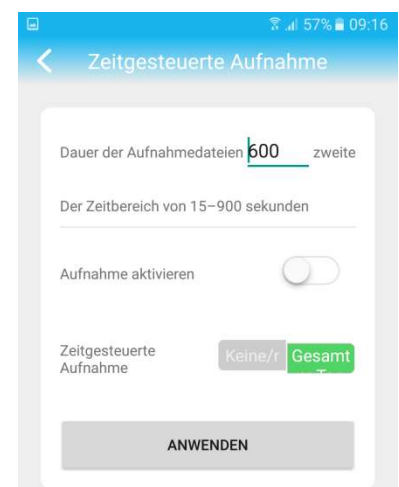 57% 09:16
Zeitgesteuerte Aufnahme
Dauer der Aufnahmedateien 600 zweite
Der Zeitbereich von 15-900 sekunden
Aufnahme aktivieren
Zeitgesteuerte
Aufnahme
Keine/r Gesamt
ANWENDEN